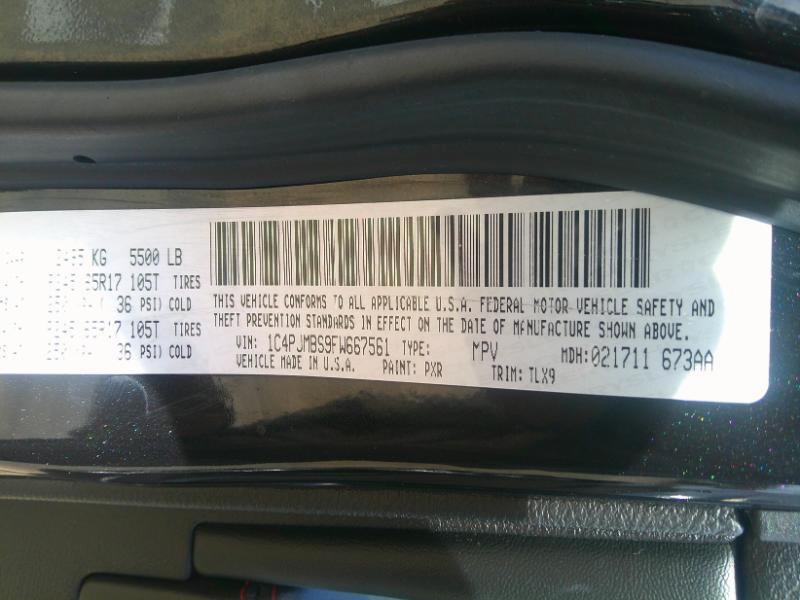 KG 5500 LB
105T TIRES
36 PSI) COLD
105T TIRES
36 PSI) COLD
THIS VEHICLE CONFORMS TO ALL APPLICABLE U.S.A. FEDERAL MOTOR VEHICLE SAFETY AND
THEFT PREVENTION STANDARDS IN EFFECT ON THE DATE OF MANUFACTURE SHOWN ABOVE.
VIN: 1C4PJMBS9FW667561 TYPE: MPV MDH: 021711 673AA
VEHICLE MADE IN U.S.A. PAINT: PXR TRIM: TLX9